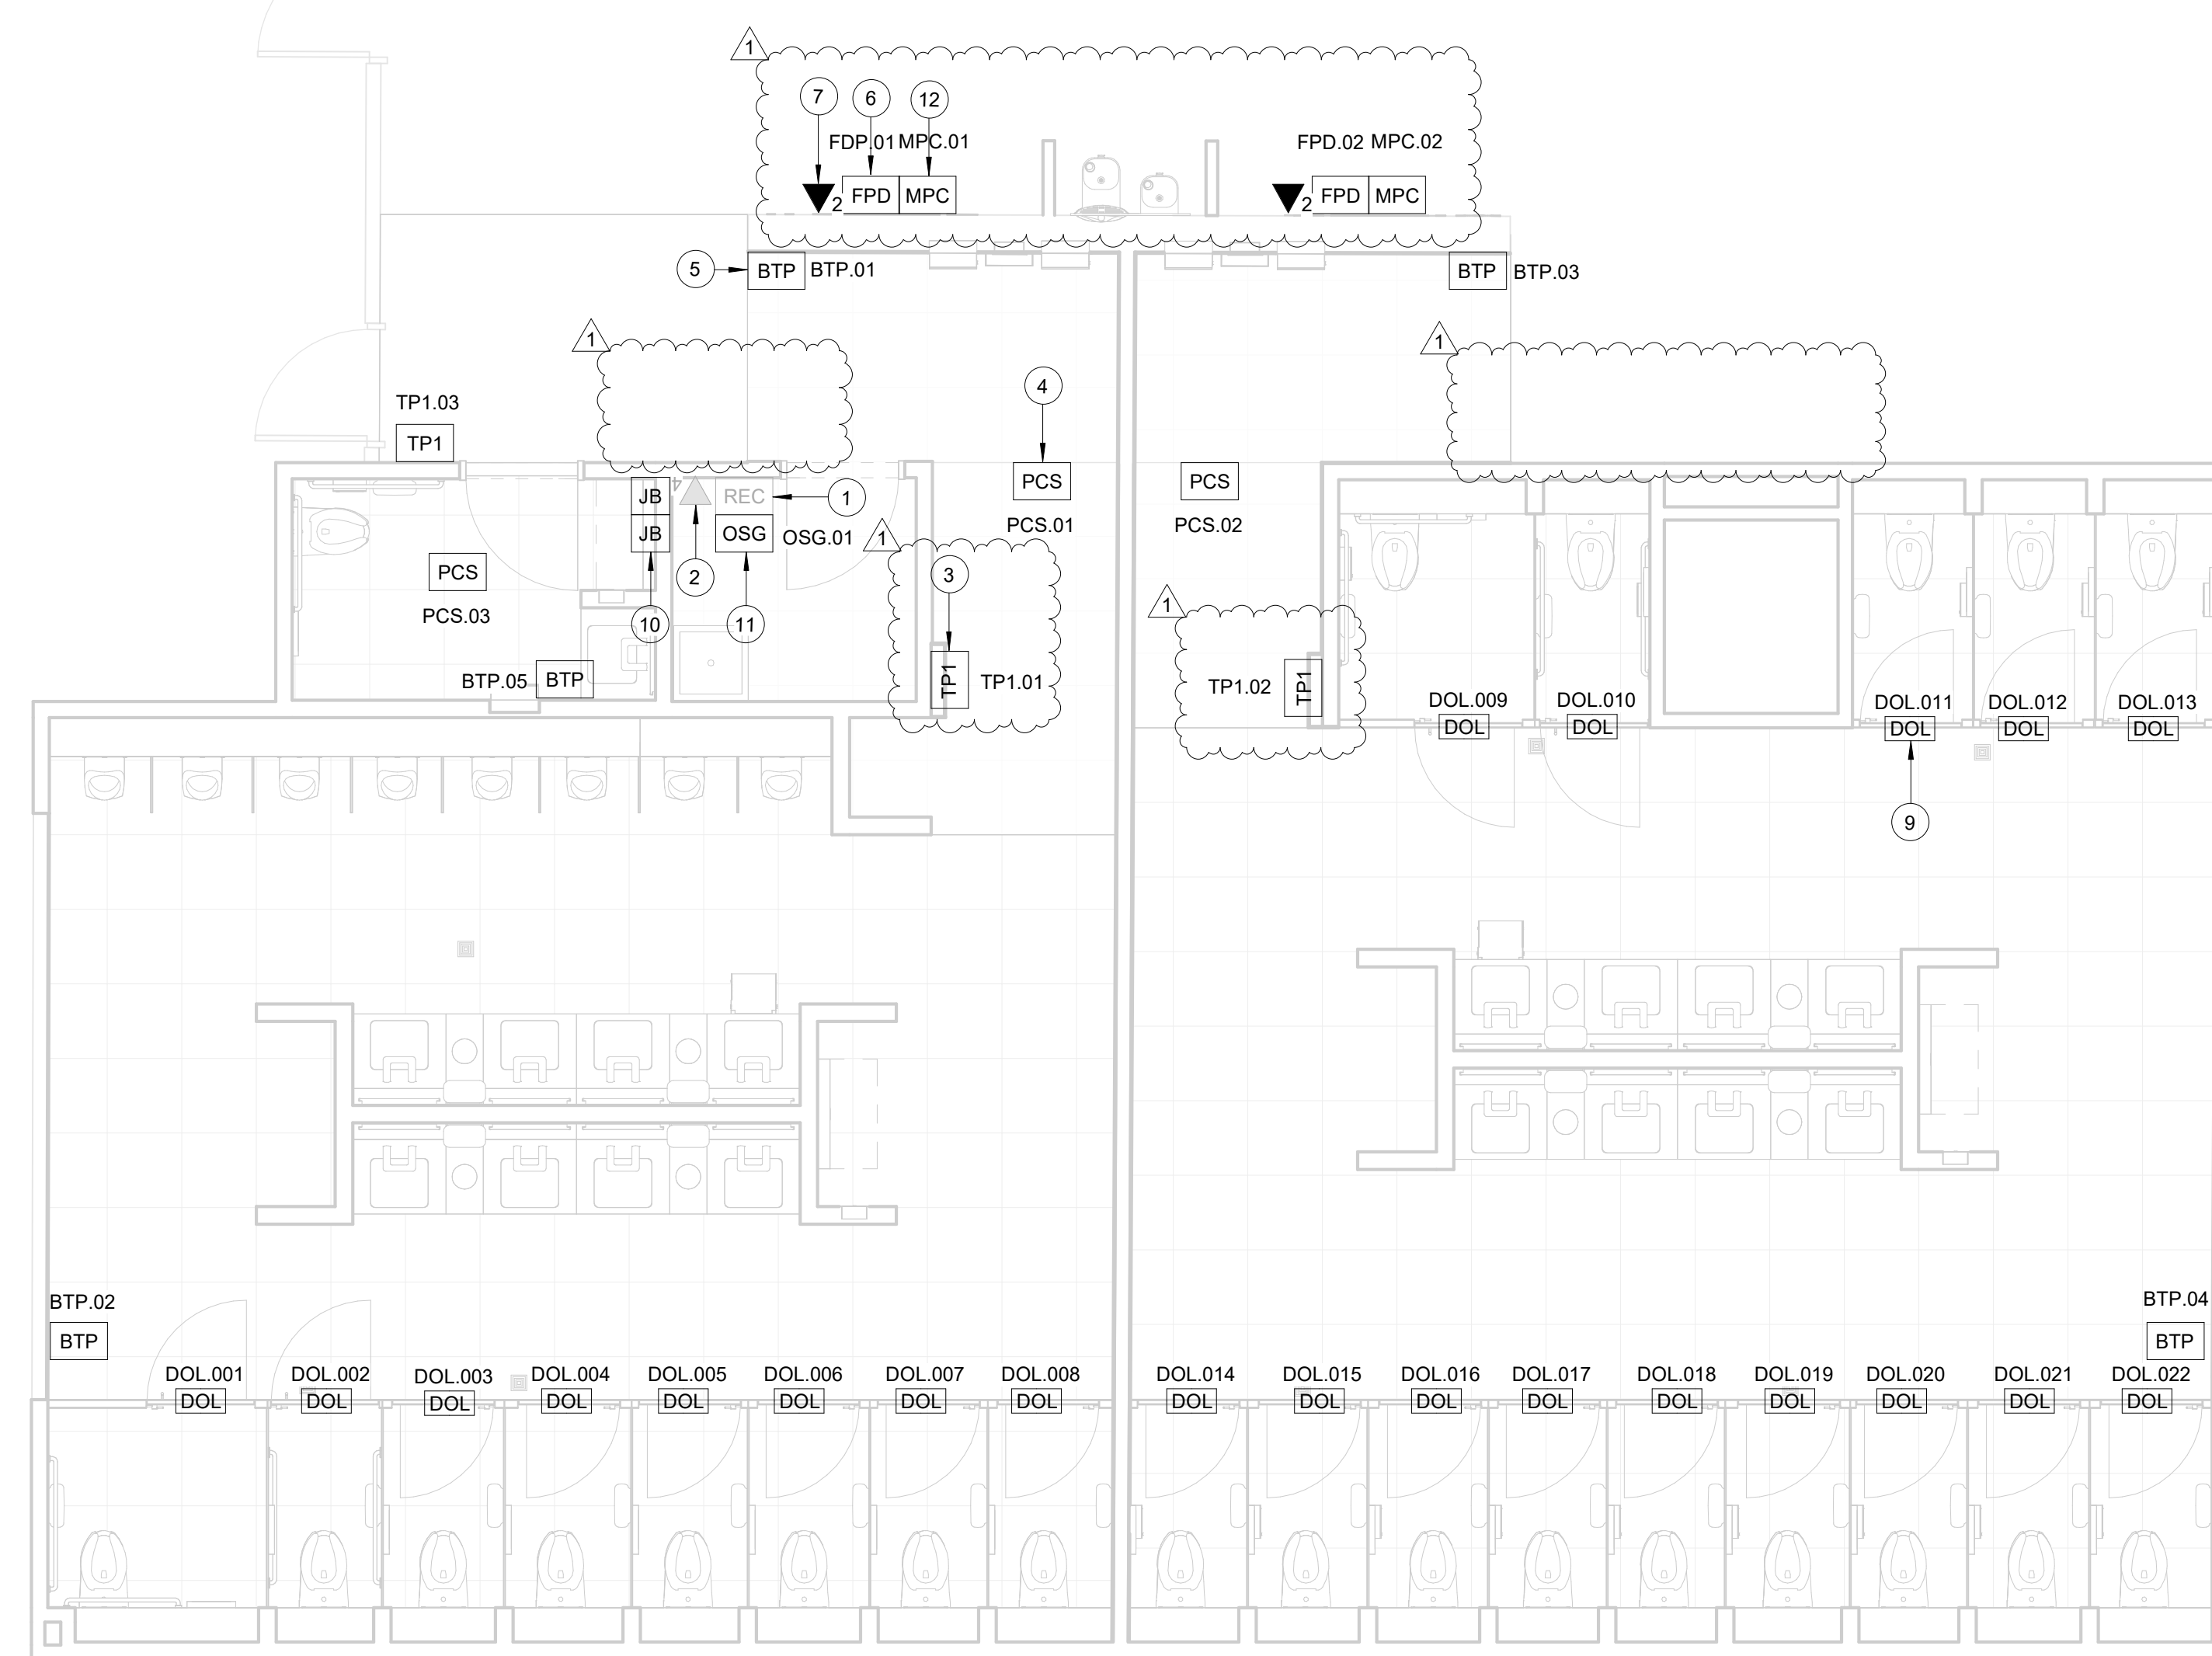 1
7 6 12
FDP.01 MPC.01 FPD.02 MPC.02
2 FPD MPC 2 FPD MPC
5 BTP BTP.01 BTP BTP.03
1 1 1
4
TP1.03
TP1
PCS PCS
JB 4 REC 1
PCS.01 PCS.02
JB OSG OSG.01 1
PCS 2 3
1
PCS.03 10 11
BTP.05 BTP TP1 TP1.01 TP1.02 TP1
DOL.009 DOL.010 DOL.011 DOL.012 DOL.013
DOL DOL DOL DOL DOL
9
BTP.02 BTP.04
BTP BTP
DOL.001 DOL.002 DOL.003 DOL.004 DOL.005 DOL.006 DOL.007 DOL.008 DOL.014 DOL.015 DOL.016 DOL.017 DOL.018 DOL.019 DOL.020 DOL.021 DOL.022
DOL DOL DOL DOL DOL DOL DOL DOL DOL DOL DOL DOL DOL DOL DOL DOL DOL